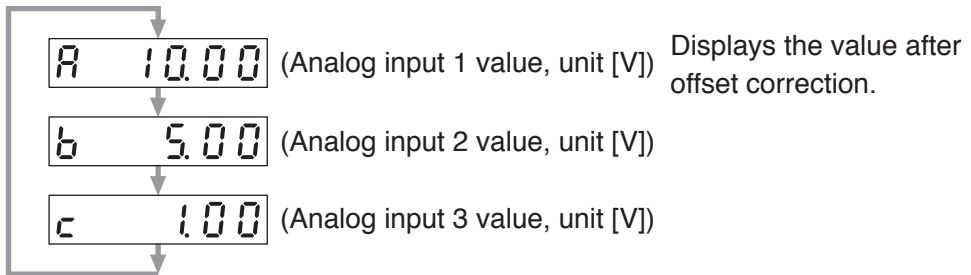 A 10.00 (Analog input 1 value, unit [V]) Displays the value after
offset correction.
b 5.00 (Analog input 2 value, unit [V])
c 1.00 (Analog input 3 value, unit [V])